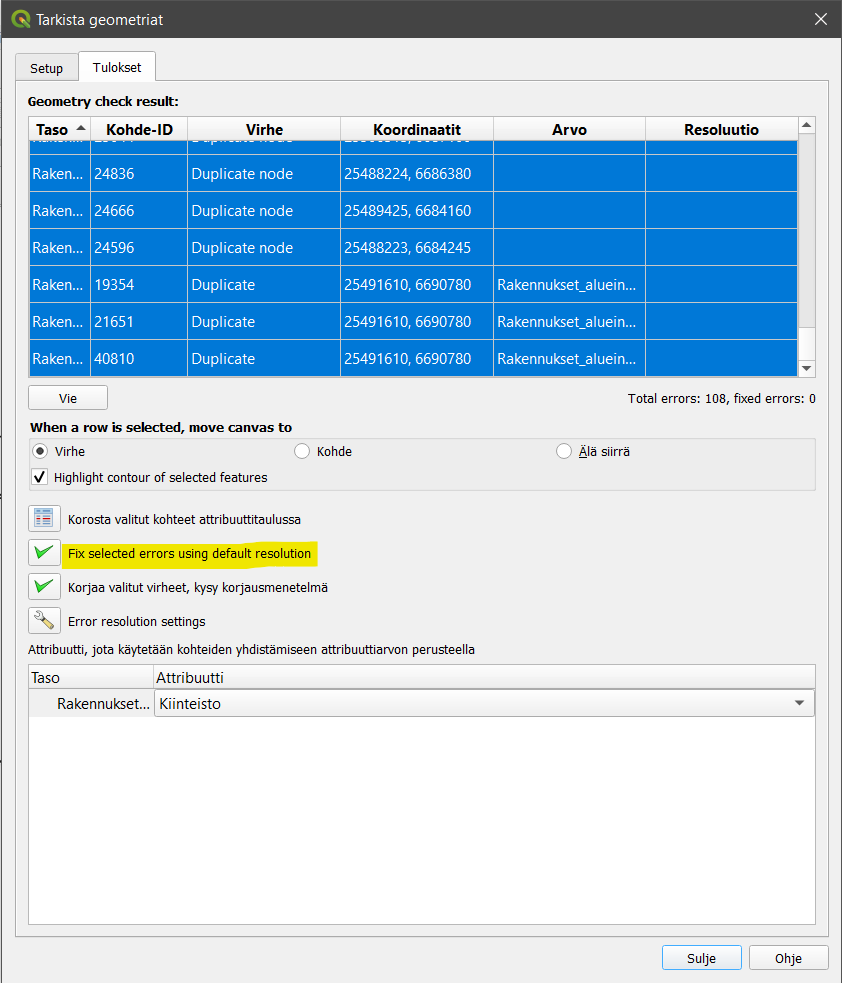 Tarkista geometriat
Setup Tulokset
Geometry check result:
Taso Kohde-ID Virhe Koordinaatit Arvo Resoluutio
Raken... 24836 Duplicate node 25488224, 6686380
Raken... 24666 Duplicate node 25489425, 6684160
Raken... 24596 Duplicate node 25488223, 6684245
Raken... 19354 Duplicate 25491610, 6690780 Rakennukset_aluein...
Raken... 21651 Duplicate 25491610, 6690780 Rakennukset_aluein...
Raken... 40810 Duplicate 25491610, 6690780 Rakennukset_aluein...
Vie Total errors: 108, fixed errors: 0
When a row is selected, move canvas to
Virhe Kohde Älä siirrä
Highlight contour of selected features
Korosta valitut kohteet attribuuttitaulussa
Fix selected errors using default resolution
Korjaa valitut virheet, kysy korjausmenetelmä
Error resolution settings
Attribuutti, jota käytetään kohteiden yhdistämiseen attribuuttiarvon perusteella
Taso Attribuutti
Rakennukset... Kiinteisto
Sulje Ohje